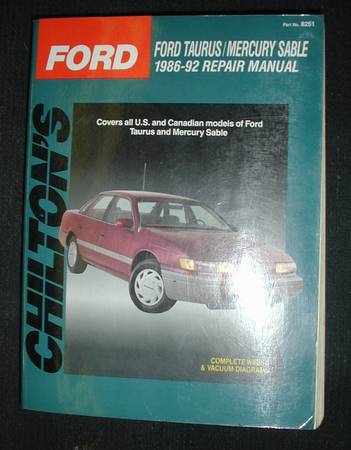 Part No. 8251
FORD
FORD TAURUS/MERCURY SABLE
1986-92 REPAIR MANUAL
Covers all U.S. and Canadian models of Ford
Taurus and Mercury Sable
CHILTON'S
COMPLETE
& VACUUM DIAGRAMS